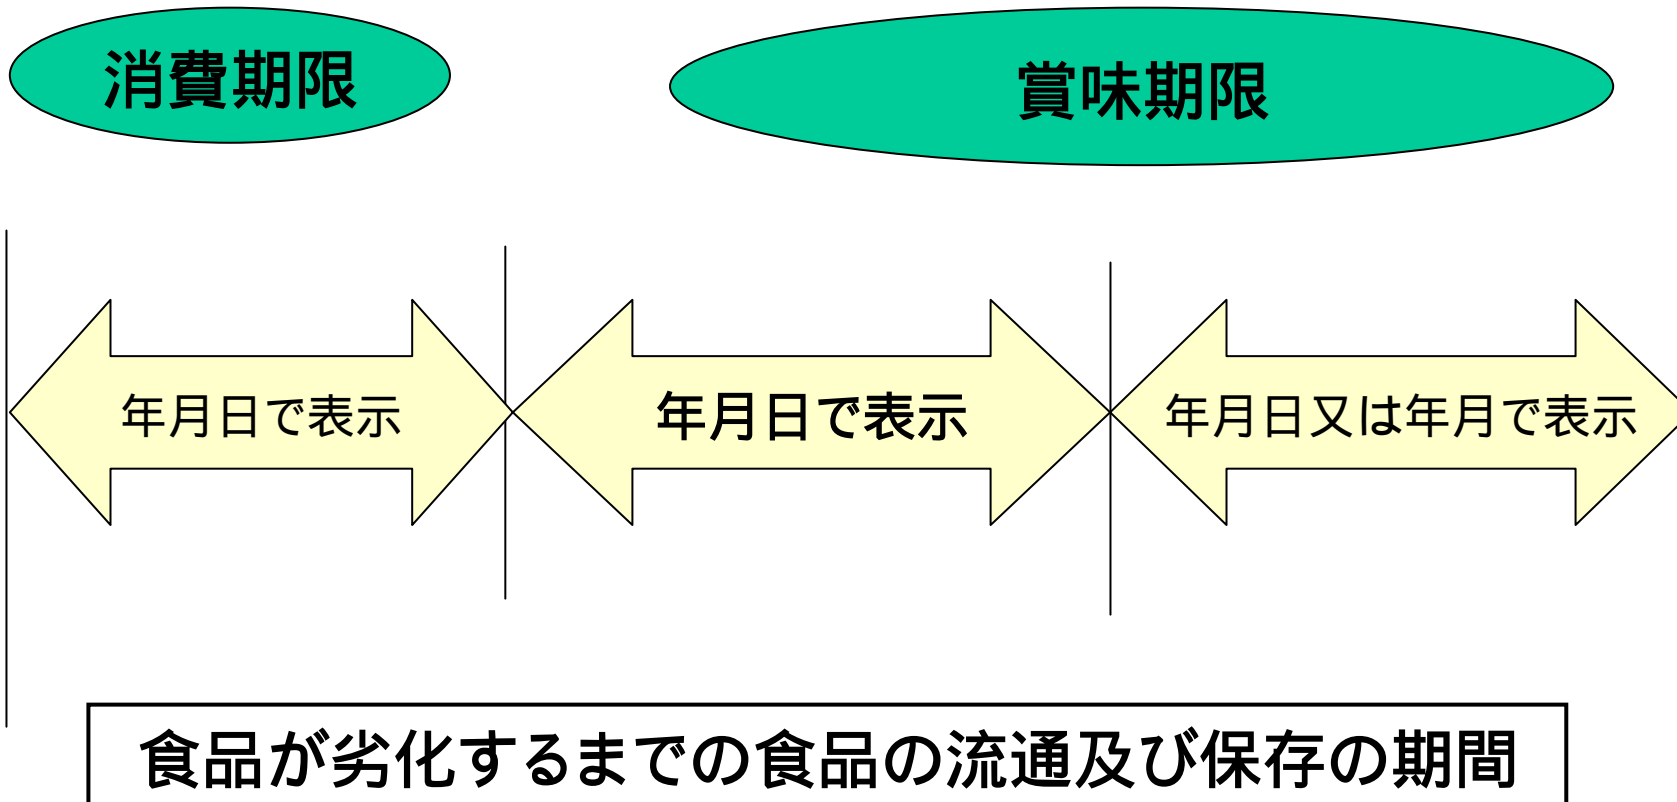 消費期限
賞味期限
年月日で表示
年月日で表示
年月日又は年月で表示
食品が劣化するまでの食品の流通及び保存の期間